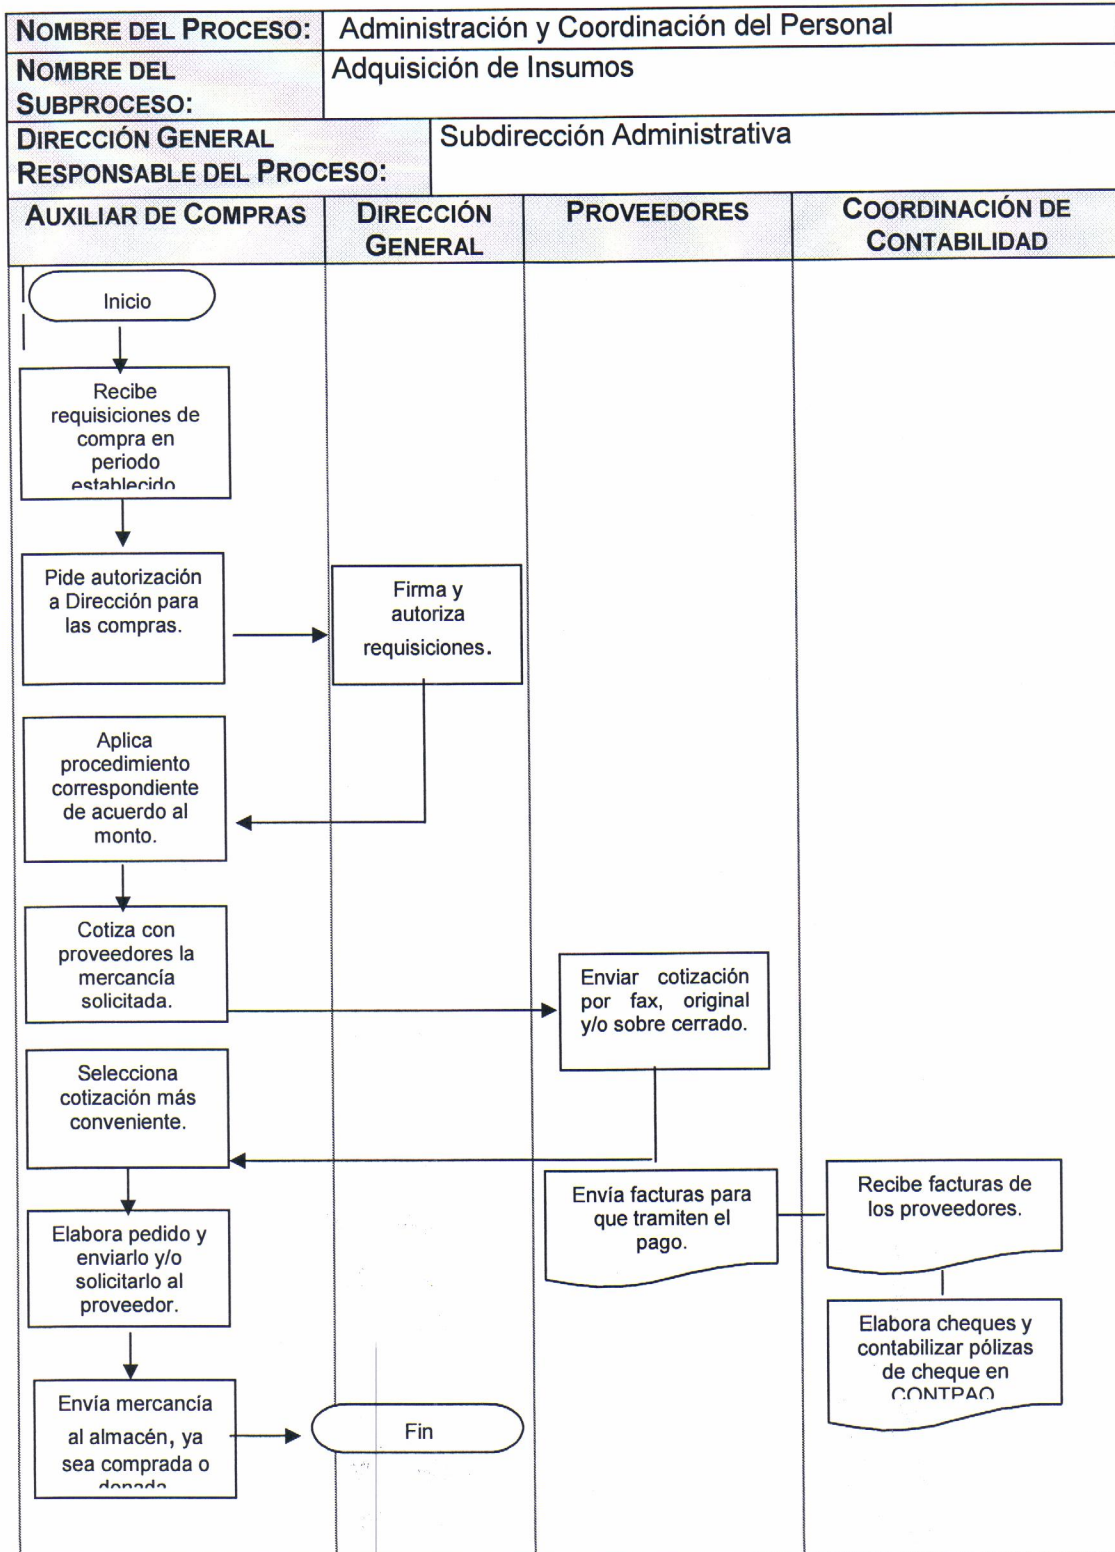 NOMBRE DEL PROCESO: Administración y Coordinación del Personal
NOMBRE DEL
SUBPROCESO:
Adquisición de Insumos
DIRECCIÓN GENERAL
RESPONSABLE DEL PROCESO:
Subdirección Administrativa
AUXILIAR DE COMPRAS
DIRECCIÓN
GENERAL
PROVEEDORES
COORDINACIÓN DE
CONTABILIDAD
Inicio
Recibe
requisiciones de
compra en
periodo
establecido
Pide autorización
a Dirección para
las compras.
Firma y
autoriza
requisiciones.
Aplica
procedimiento
correspondiente
de acuerdo al
monto.
Cotiza con
proveedores la
mercancía
solicitada.
Enviar cotización
por fax, original
y/o sobre cerrado.
Selecciona
cotización más
conveniente.
Envía facturas para
que tramiten el
pago.
Recibe facturas de
los proveedores.
Elabora pedido y
enviarlo y/o
solicitarlo al
proveedor.
Elabora cheques y
contabilizar pólizas
de cheque en
CONTPAQ
Envía mercancía
al almacén, ya
sea comprada o
donada
Fin